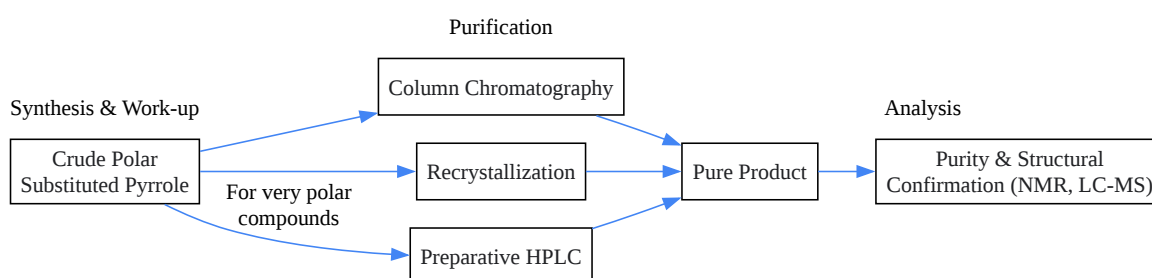 Purification
Column Chromatography
Synthesis & Work-up
Analysis
Crude Polar
Substituted Pyrrole
Recrystallization
Pure Product
Purity & Structural
Confirmation (NMR, LC-MS)
For very polar
compounds
Preparative HPLC